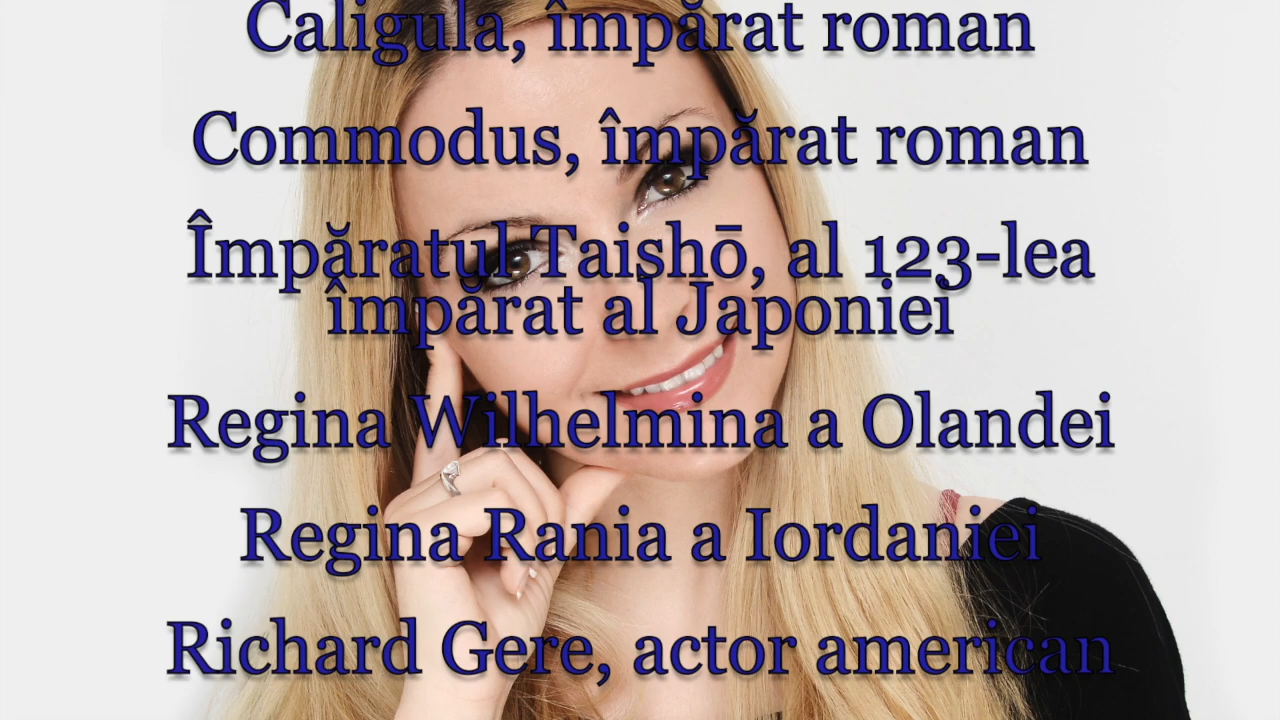 Caligula, împărat roman
Commodus, împărat roman
Împăratul Taishō, al 123-lea
împărat al Japoniei
Regina Wilhelmina a Olandei
Regina Rania a Iordaniei
Richard Gere, actor american